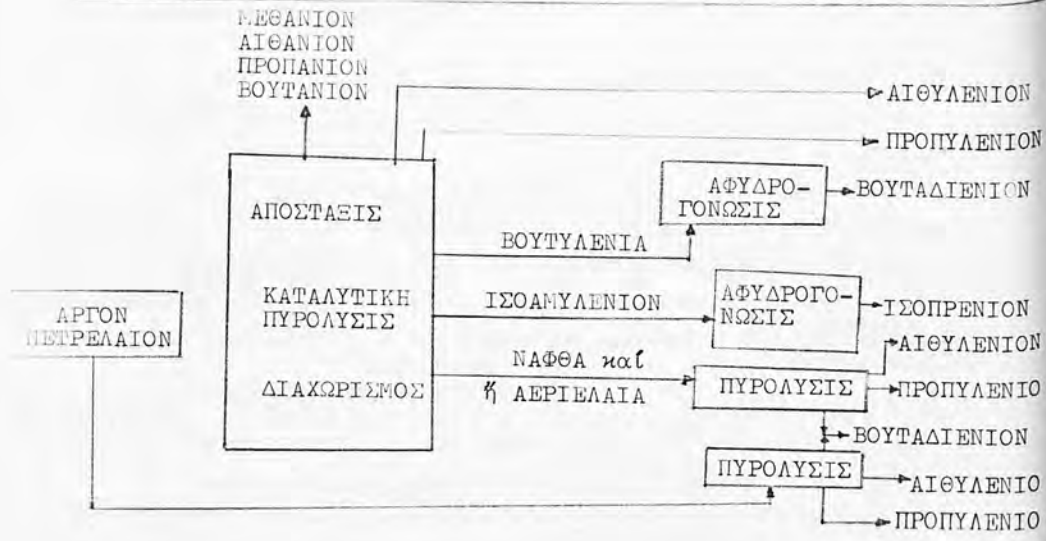 ΜΕΘΑΝΙΟΝ
ΑΙΘΑΝΙΟΝ
ΠΡΟΠΑΝΙΟΝ
ΒΟΥΤΑΝΙΟΝ
ΑΙΘΥΛΕΝΙΟΝ
ΠΡΟΠΥΛΕΝΙΟΝ
ΑΦΥΔΡΟ-
ΓΟΝΩΣΙΣ
ΒΟΥΤΑΔΙΕΝΙΟΝ
ΑΠΟΣΤΑΞΙΣ
ΒΟΥΤΥΛΕΝΙΑ
ΚΑΤΑΛΥΤΙΚΗ
ΠΥΡΟΛΥΣΙΣ
ΙΣΟΑΜΥΛΕΝΙΟΝ
ΑΦΥΔΡΟΓΟ-
ΝΩΣΙΣ
ΙΣΟΠΡΕΝΙΟΝ
ΑΡΓΟΝ
ΠΕΤΡΕΛΑΙΟΝ
ΔΙΑΧΩΡΙΣΜΟΣ
ΝΑΦΘΑ καί
ἤ ΑΕΡΙΕΛΑΙΑ
ΠΥΡΟΛΥΣΙΣ
ΑΙΘΥΛΕΝΙΟΝ
ΠΡΟΠΥΛΕΝΙΟ
ΒΟΥΤΑΔΙΕΝΙΟΝ
ΠΥΡΟΛΥΣΙΣ
ΑΙΘΥΛΕΝΙΟ
ΠΡΟΠΥΛΕΝΙΟ